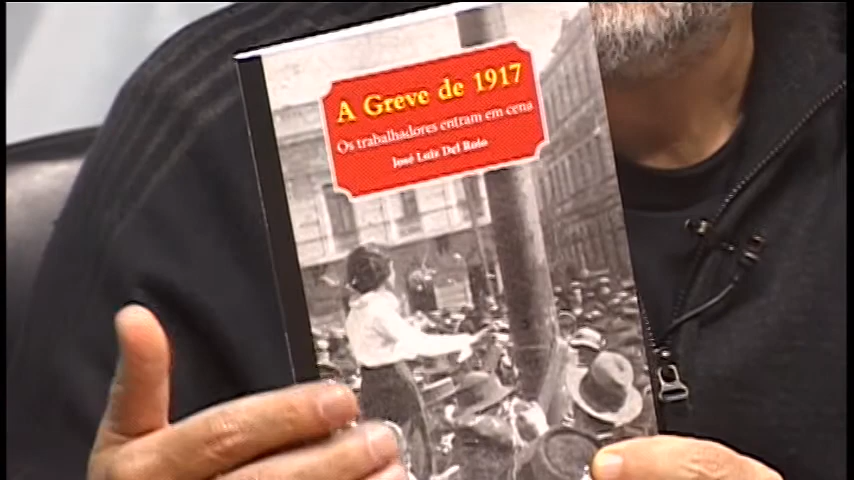 A Greve de 1917
Os trabalhadores entram em cena
José Luiz Del Roio